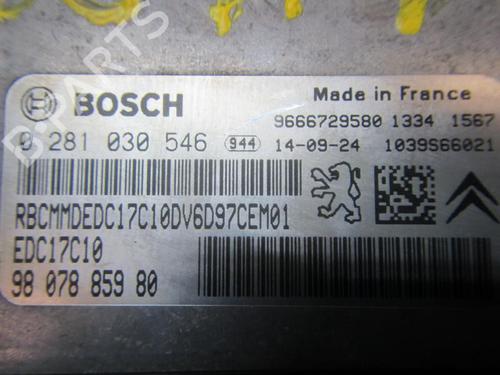 BOSCH
Made in France
9666729580 1334 1567
0 281 030 546 944 14-09-24 1039S66021
RBCMMDEDC17C10DV6D97CEM01
EDC17C10
98 078 859 80
B-PARTS